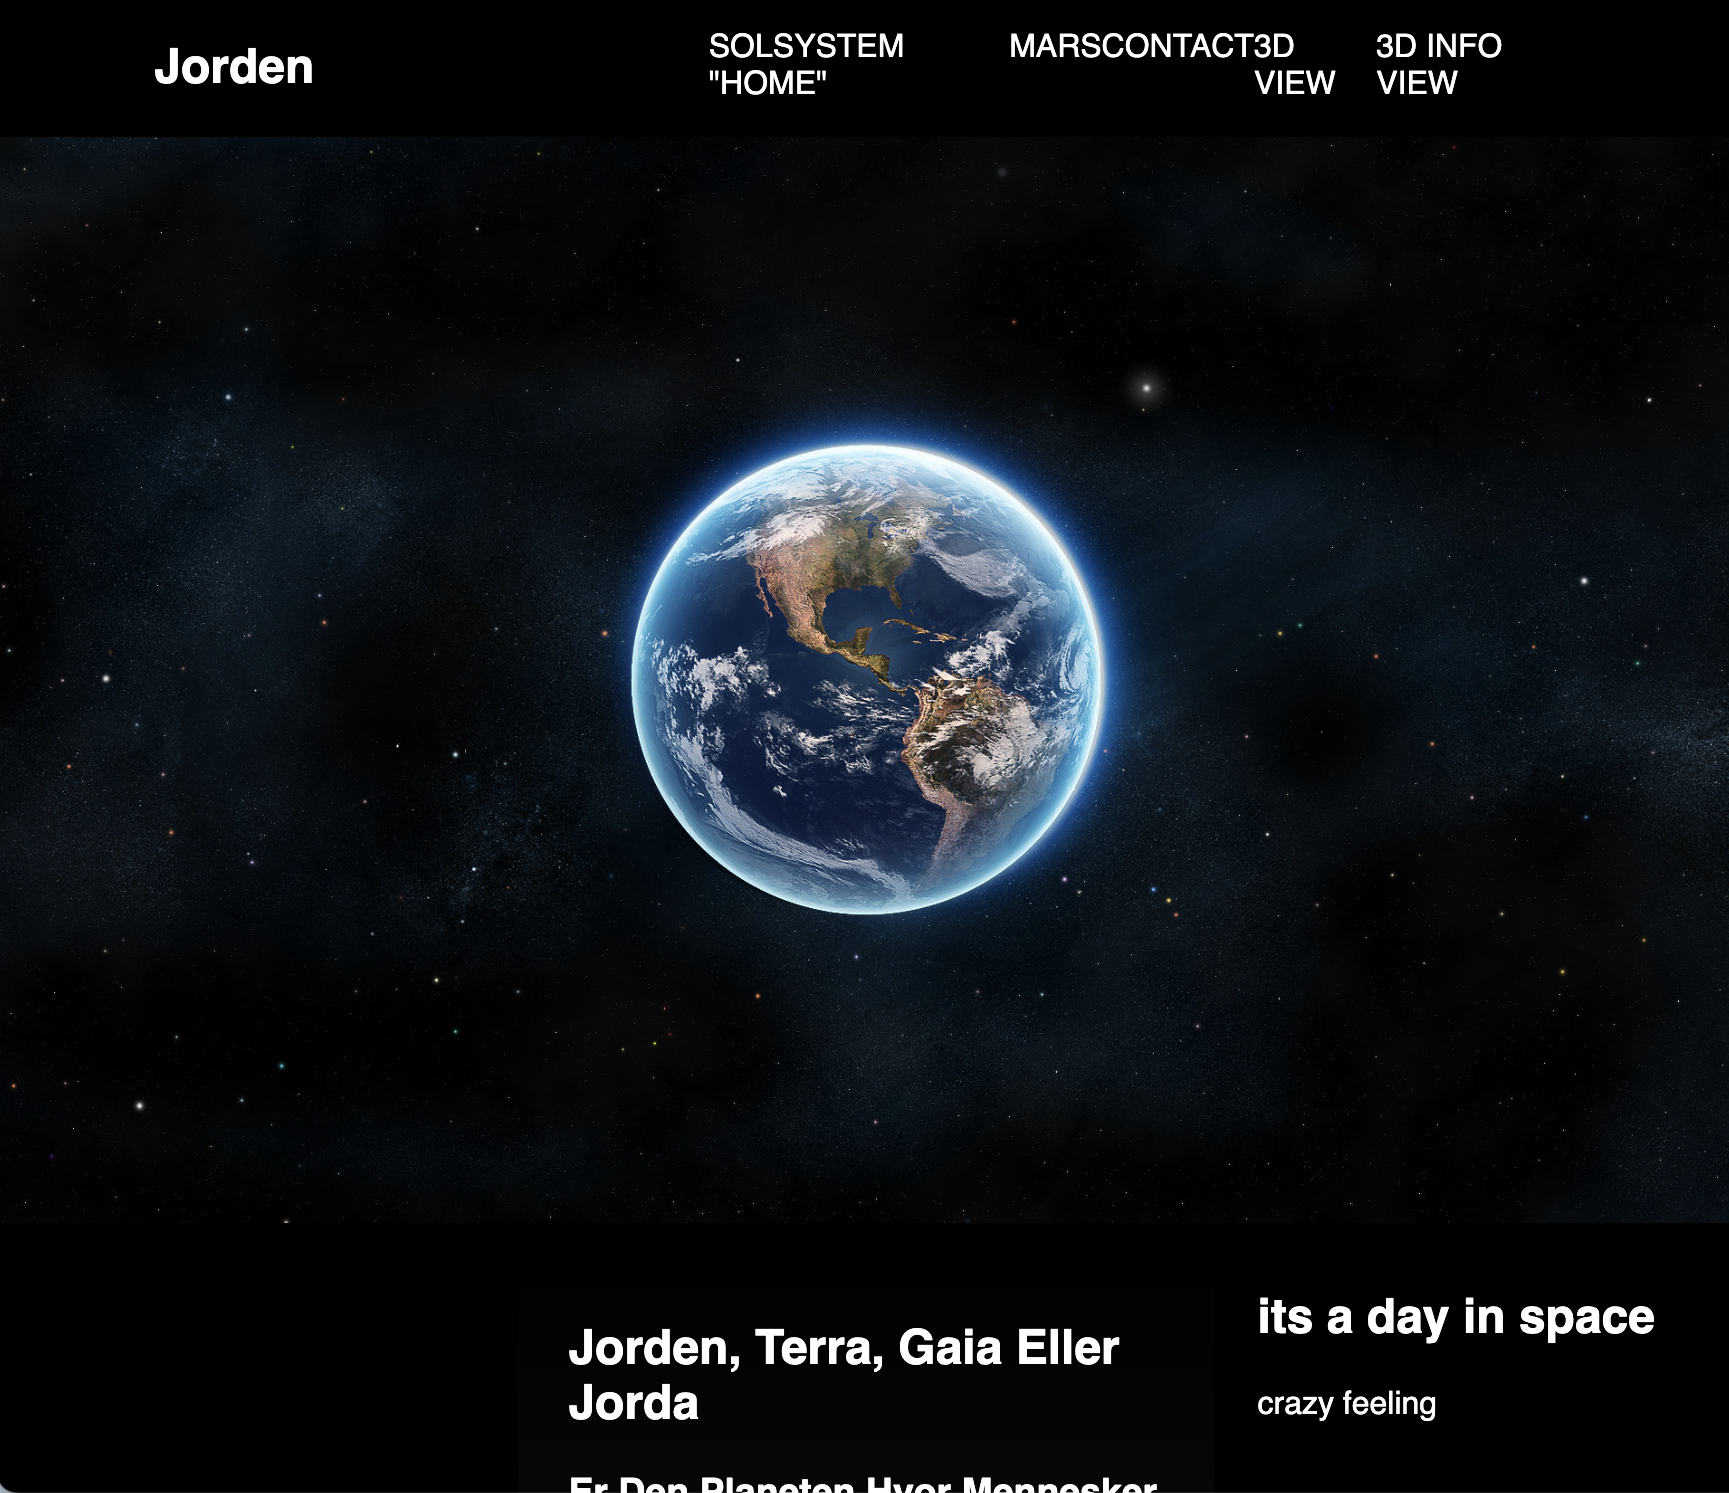 Jorden
SOLSYSTEM
"HOME"
MARS
CONTACT
3D
VIEW
3D INFO
VIEW
Jorden, Terra, Gaia Eller
Jorda
Er Den Planeten Hvor Mennesker
its a day in space
crazy feeling